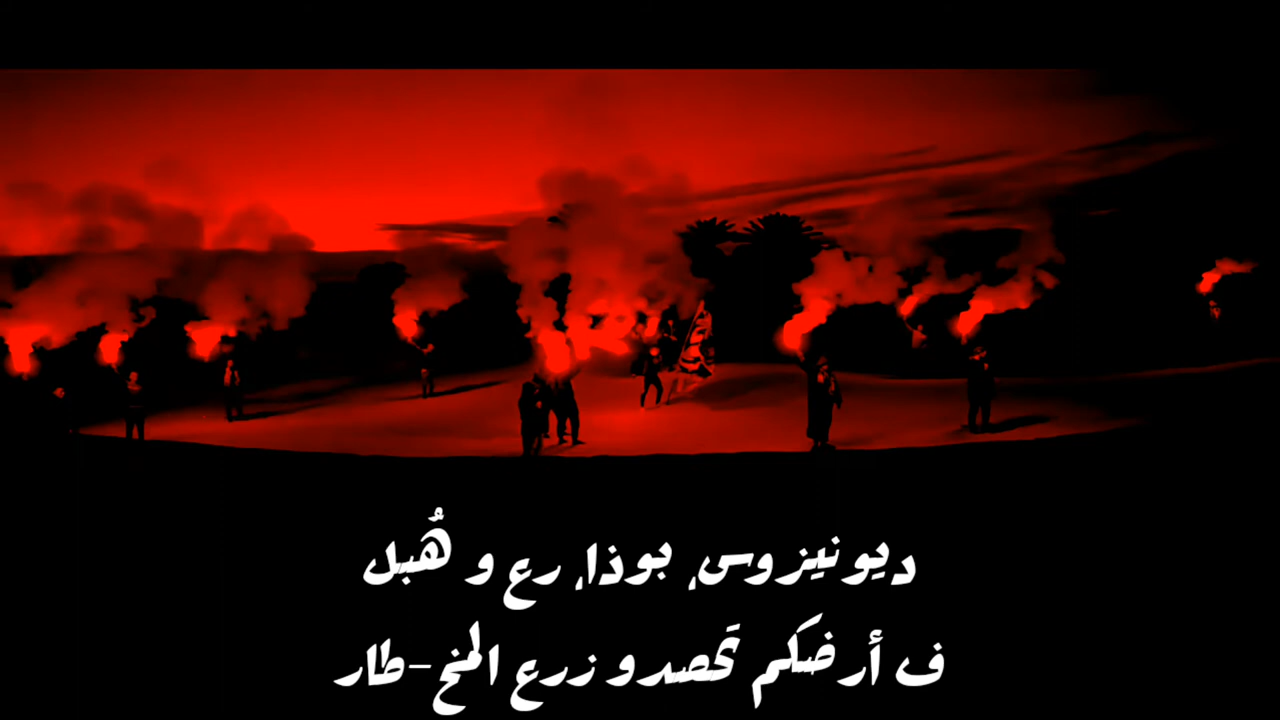 ديونيزوس, بوذا, رع و هُبل
ف أرضكم تحصدو زرع المخ-طار